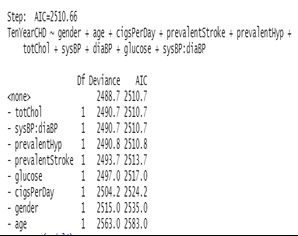 Step:  AIC=2510.66
TenYearCHD ~ gender + age + cigsPerDay + prevalentStroke + prevalentHyp +
    totChol + sysBP + diaBP + glucose + sysBP:diaBP

                  Df Deviance    AIC
<none>                 2488.7 2510.7
- totChol          1   2490.7 2510.7
- sysBP:diaBP      1   2490.7 2510.7
- prevalentHyp     1   2490.8 2510.8
- prevalentStroke  1   2493.7 2513.7
- glucose          1   2497.0 2517.0
- cigsPerDay       1   2504.2 2524.2
- gender           1   2515.0 2535.0
- age              1   2563.0 2583.0